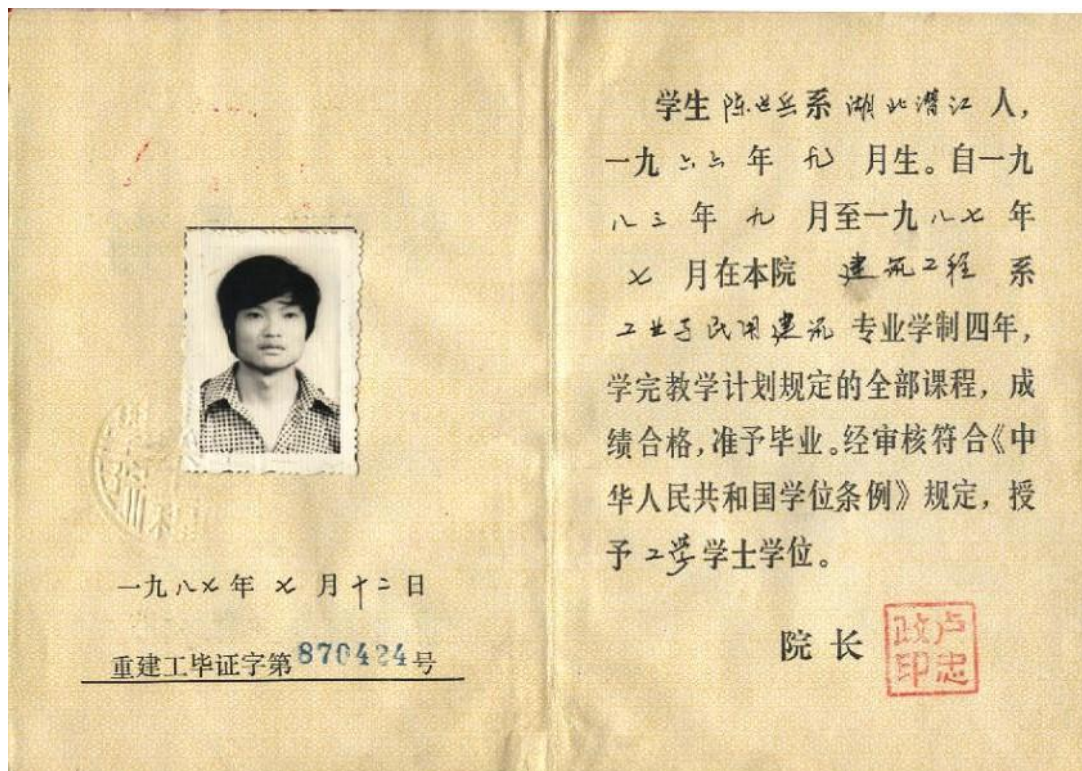 一九八七年七月十二日
重建工毕证字第870424号
学生 陈世兵系 湖北潜江 人,
一九六六年 九 月生。自一九
八三年 九 月至一九八七年
七 月在本院 建筑工程 系
工业与民用建筑 专业学制四年,
学完教学计划规定的全部课程,成
绩合格,准予毕业。经审核符合《中
华人民共和国学位条例》规定,授
予工学学士学位。
院长
卢忠政印